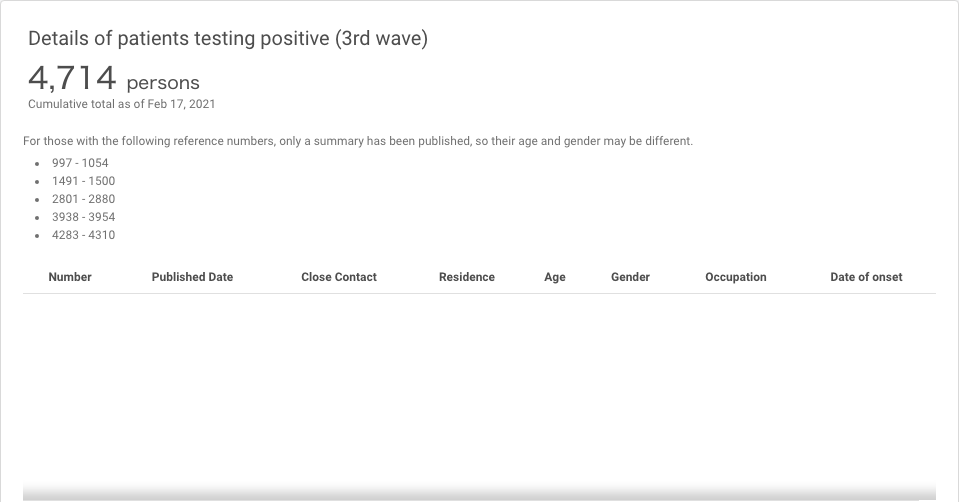 Details of patients testing positive (3rd wave)
4,714 persons
Cumulative total as of Feb 17, 2021
For those with the following reference numbers, only a summary has been published, so their age and gender may be different.
• 997 - 1054
• 1491 - 1500
• 2801 - 2880
• 3938 - 3954
• 4283 - 4310
Number Published Date Close Contact Residence Age Gender Occupation Date of onset